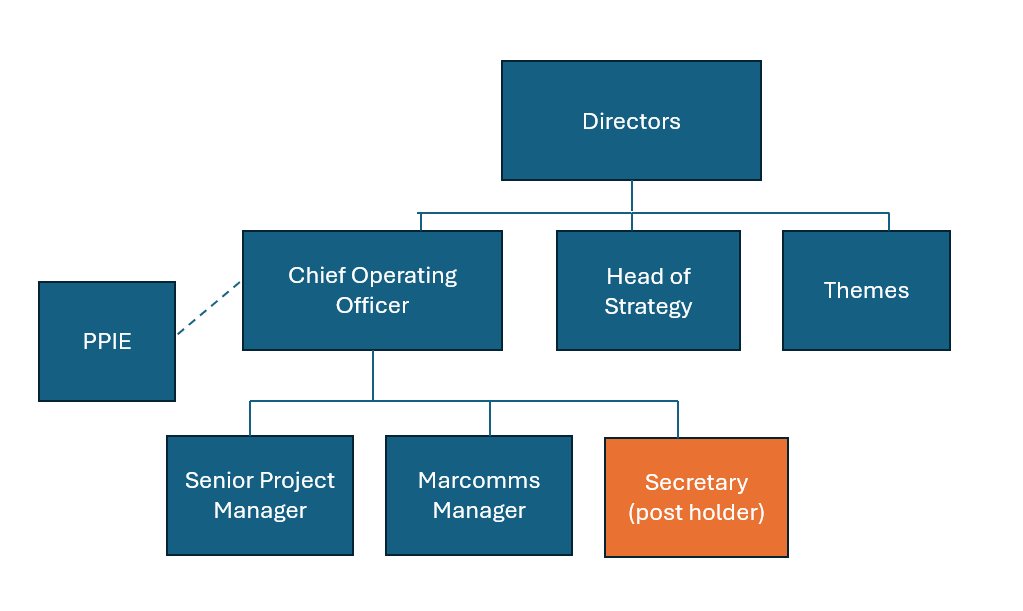 Directors
Chief Operating
Officer
Head of
Strategy
Themes
PPIE
Senior Project
Manager
Marcomms
Manager
Secretary
(post holder)